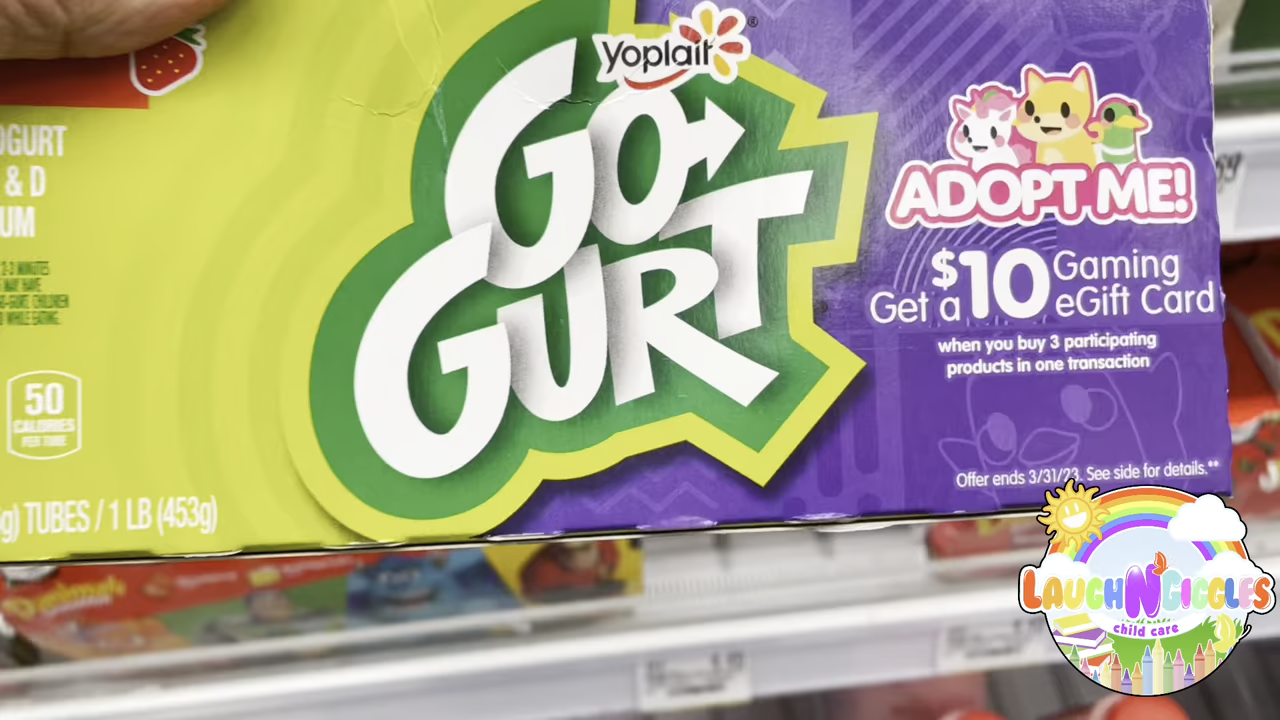 Yoplait®
GO
GURT
OGURT
& D
UM
50
CALORIES
PER TUBE
g) TUBES / 1 LB (453g)
ADOPT ME!
Get a $10 Gaming
eGift Card
when you buy 3 participating
products in one transaction
Offer ends 3/31/23. See side for details.**
LAUGHN'GIGGLES
child care